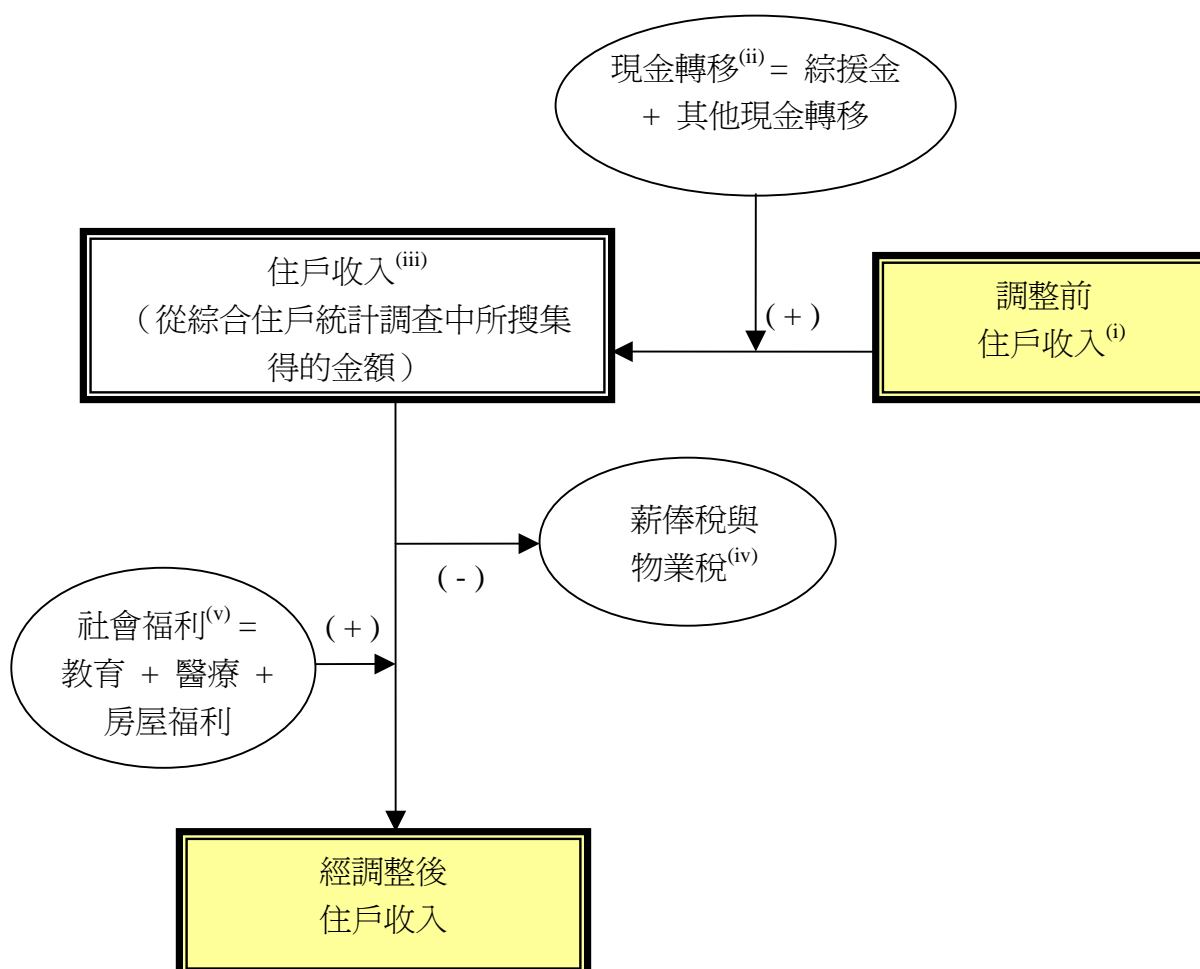 現金轉移(ii) = 綜援金
+ 其他現金轉移
住戶收入(iii)
（從綜合住戶統計調查中所搜集
得的金額）
( + )
調整前
住戶收入(i)
薪俸稅與
物業稅(iv)
( - )
社會福利(v) =
教育 + 醫療 +
房屋福利
( + )
經調整後
住戶收入